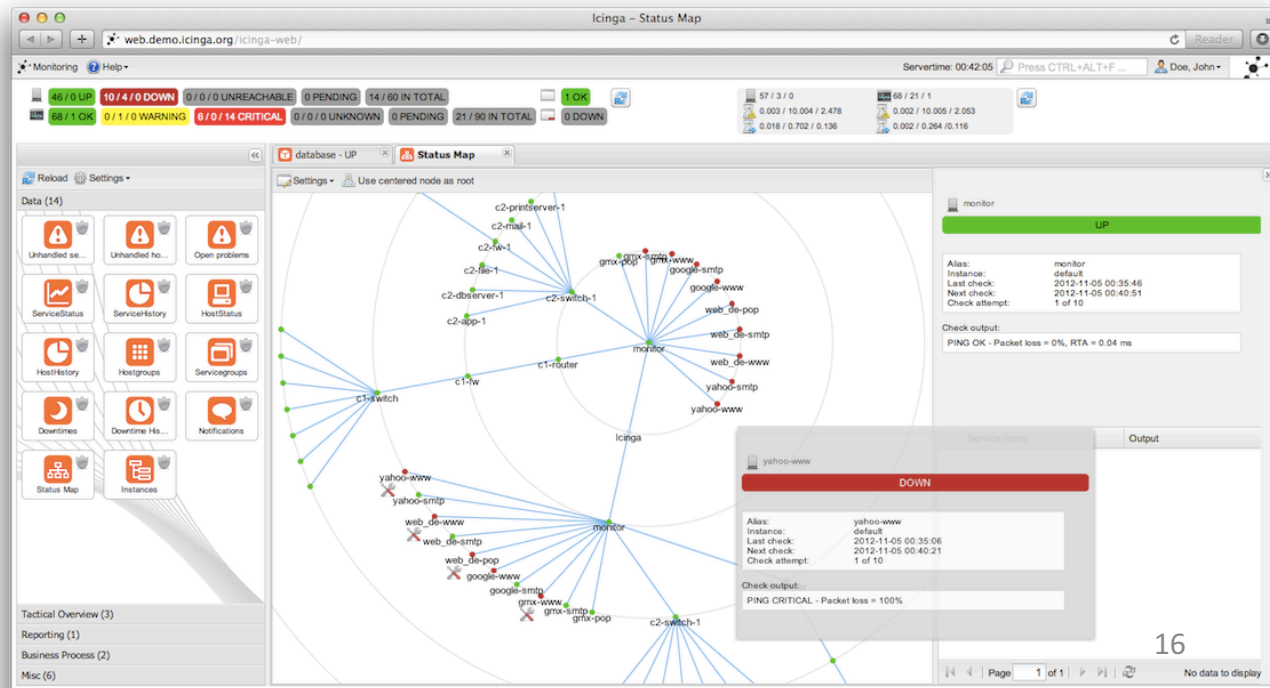 Icinga – Status Map
web.demo.icinga.org/icinga-web/
Reader
Monitoring Help
Servertime: 00:42:05 Press CTRL+ALT+F ... Doe, John
46 / 0 UP 10 / 4 / 0 DOWN 0 / 0 / 0 UNREACHABLE 0 PENDING 14 / 60 IN TOTAL 1 OK
68 / 1 OK 0 / 1 / 0 WARNING 6 / 0 / 14 CRITICAL 0 / 0 / 0 UNKNOWN 0 PENDING 21 / 90 IN TOTAL 0 DOWN
57 / 3 / 0 68 / 21 / 1
0.003 / 10.004 / 2.478 0.002 / 10.005 / 2.053
0.018 / 0.702 / 0.136 0.002 / 0.264 /0.116
Reload Settings
Data (14)
Unhandled se... Unhandled ho... Open problems
ServiceStatus ServiceHistory HostStatus
HostHistory Hostgroups Servicegroups
Downtimes Downtime His... Notifications
Status Map Instances
Tactical Overview (3)
Reporting (1)
Business Process (2)
Misc (6)
database - UP Status Map
Settings Use centered node as root
c2-printserver-1
c2-mail-1
c2-fw-1
c2-file-1
c2-dbserver-1
c2-app-1
c2-switch-1
gmx-pop
gmx-smtp
gmx-www
google-smtp
google-www
web_de-pop
web_de-smtp
web_de-www
yahoo-smtp
yahoo-www
monitor
c1-router
c1-fw
c1-switch
Icinga
yahoo-www
yahoo-smtp
web_de-www
web_de-smtp
web_de-pop
google-www
google-smtp
gmx-www
gmx-smtp
gmx-pop
monitor
c2-switch-1
monitor
UP
Alias: monitor
Instance: default
Last check: 2012-11-05 00:35:46
Next check: 2012-11-05 00:40:51
Check attempt: 1 of 10
Check output:
PING OK - Packet loss = 0%, RTA = 0.04 ms
Service name Output
yahoo-www
DOWN
Alias: yahoo-www
Instance: default
Last check: 2012-11-05 00:35:06
Next check: 2012-11-05 00:40:21
Check attempt: 1 of 10
Check output:
PING CRITICAL - Packet loss = 100%
16
Page 1 of 1 No data to display